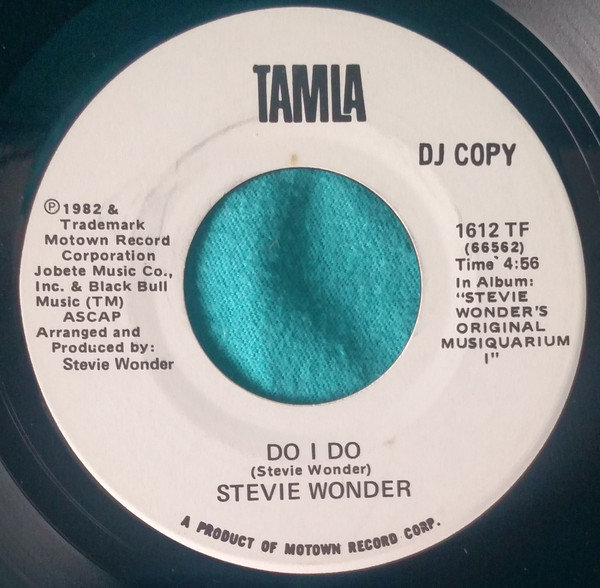 TAMLA
DJ COPY
℗ 1982 &
Trademark
Motown Record
Corporation
Jobete Music Co.,
Inc. & Black Bull
Music (TM)
ASCAP
Arranged and
Produced by:
Stevie Wonder
1612 TF
(66562)
Time 4:56
In Album:
"STEVIE
WONDER'S
ORIGINAL
MUSIQUARIUM
I"
DO I DO
(Stevie Wonder)
STEVIE WONDER
A PRODUCT OF MOTOWN RECORD CORP.